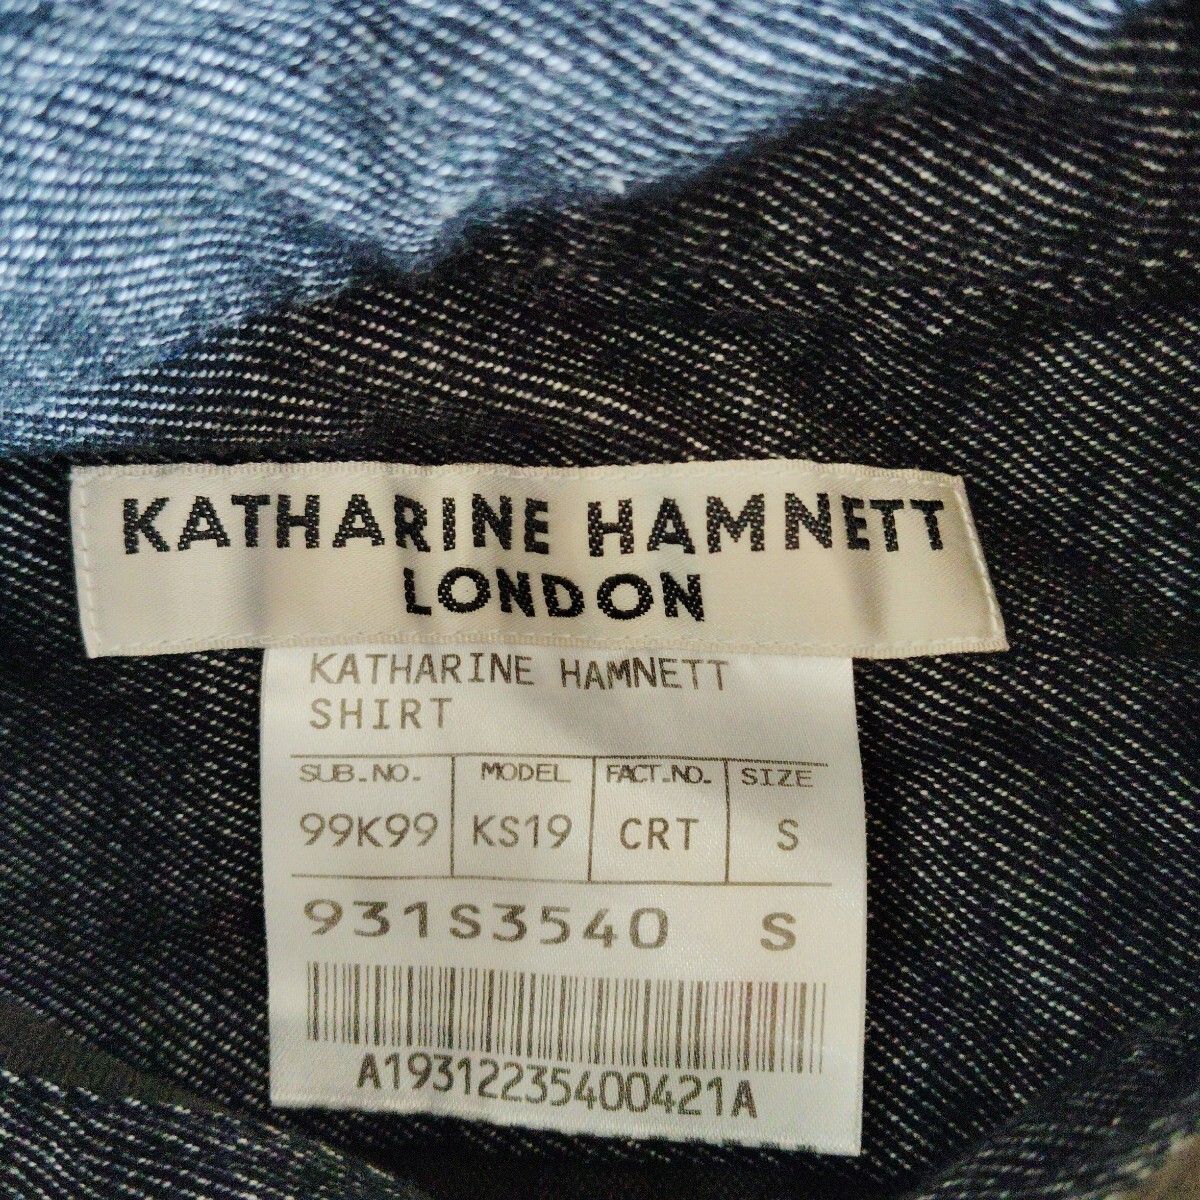 KATHARINE HAMNETT
LONDON
KATHARINE HAMNETT
SHIRT
SUB.NO. MODEL FACT.NO. SIZE
99K99 KS19 CRT S
931S3540 S
A19312235400421A